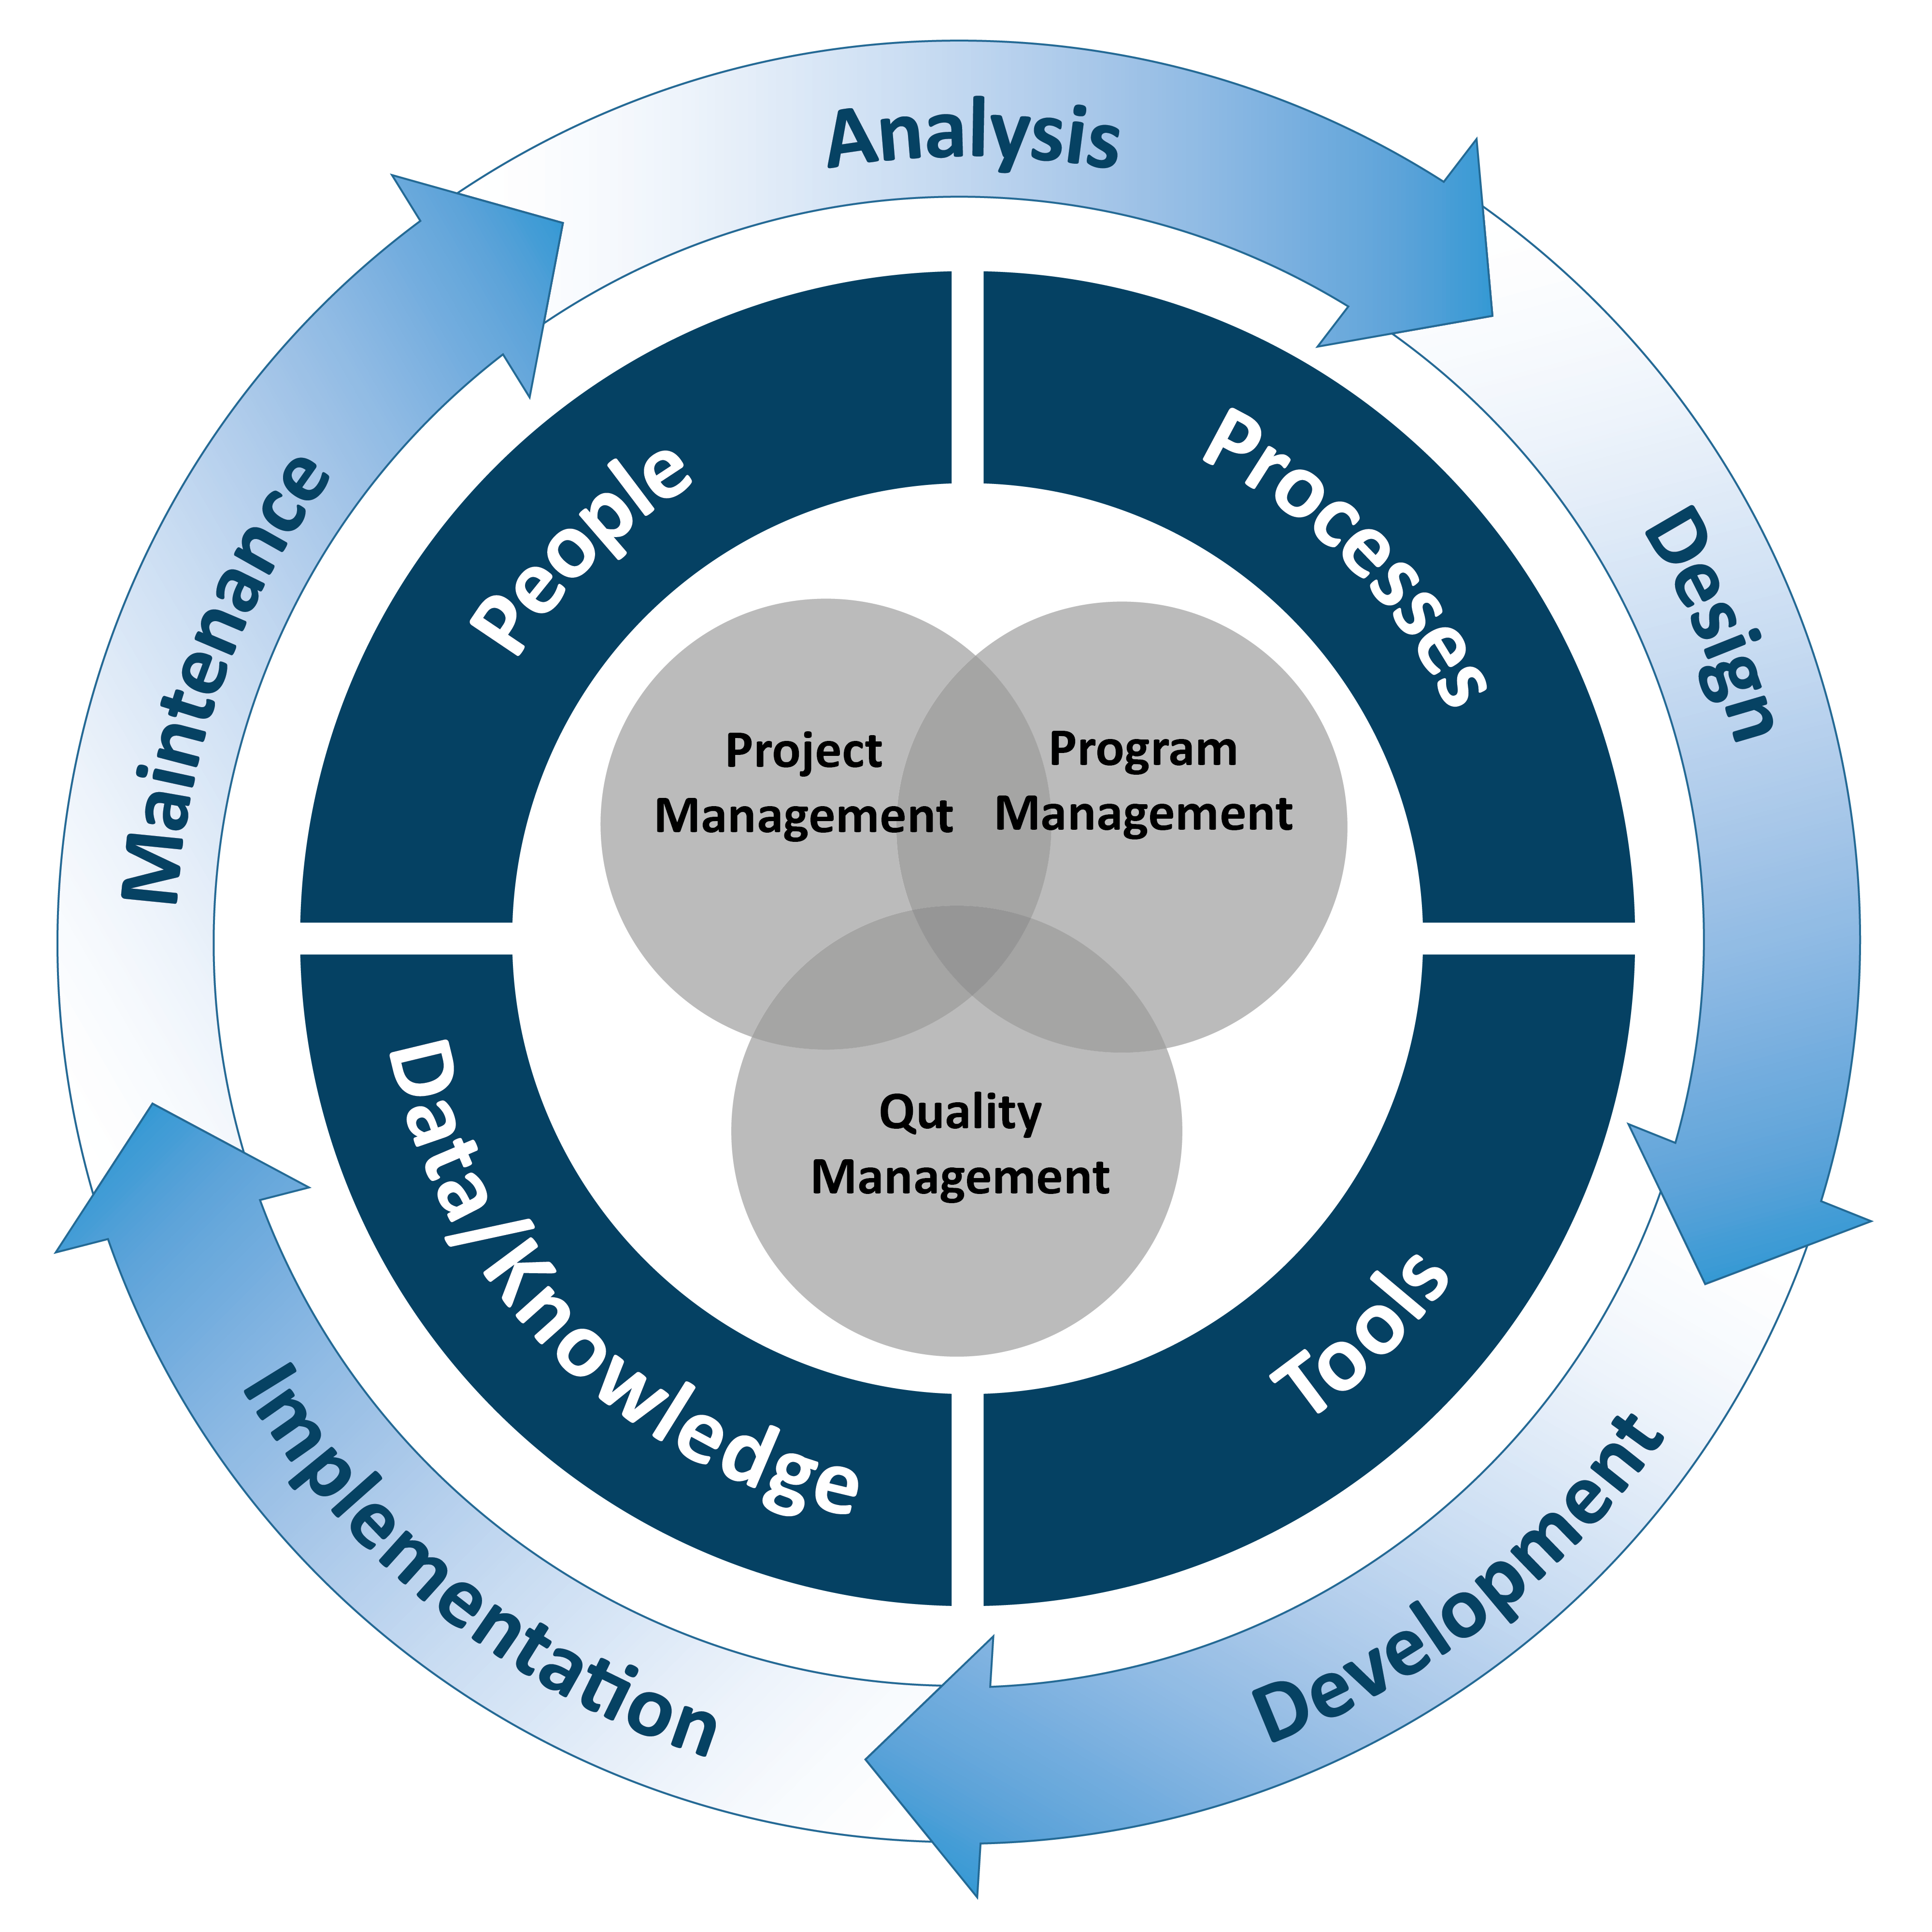 Analysis
Design
Development
Implementation
Maintenance
People
Processes
Tools
Data/Knowledge
Project
Management
Program
Management
Quality
Management